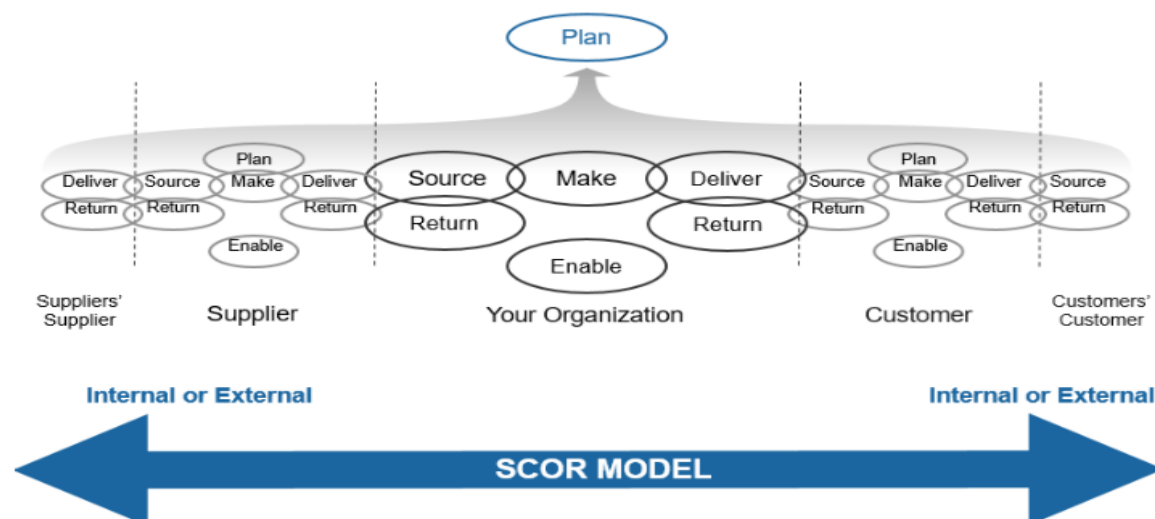 Plan
Plan
Plan
Deliver Source Make Deliver Source Make Deliver Source Make Deliver Source
Return Return Return Return Return Return Return Return
Enable Enable Enable
Suppliers’
Supplier
Supplier
Your Organization
Customer
Customers’
Customer
Internal or External
Internal or External
SCOR MODEL